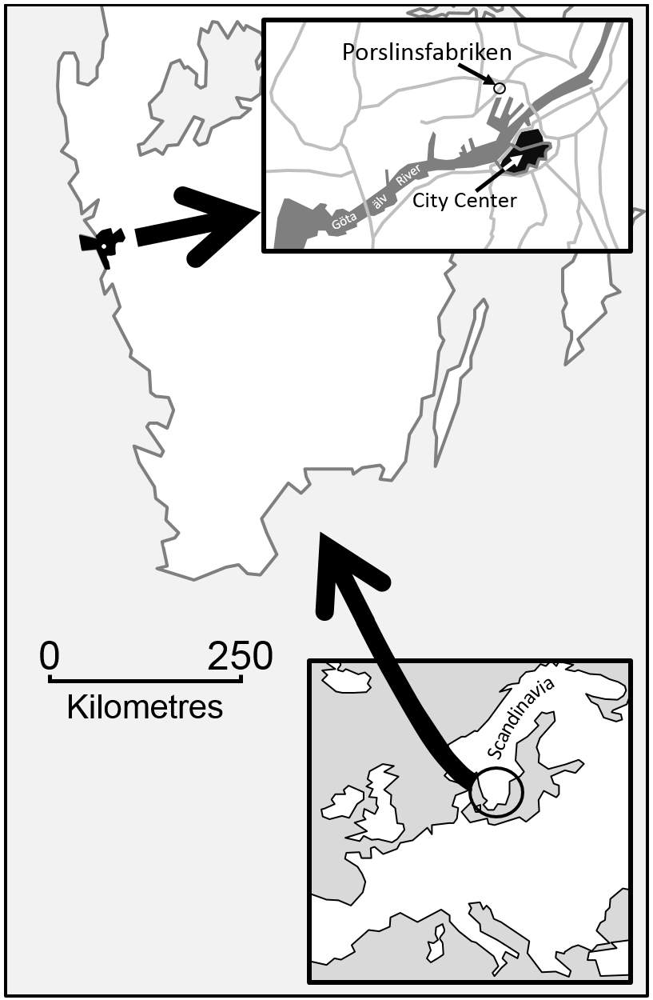 Porslinsfabriken
City Center
Göta älv River
0 250
Kilometres
Scandinavia